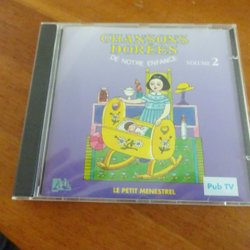 CHANSONS
DORÉES
DE NOTRE ENFANCE
VOLUME 2
LE PETIT MENESTREL
Pub TV